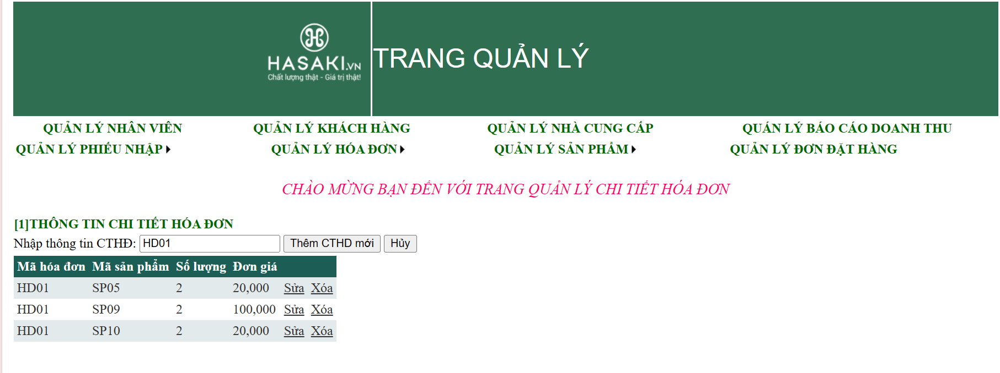 HASAKI.VN
Chất lượng thật - Giá trị thật!
TRANG QUẢN LÝ
QUẢN LÝ NHÂN VIÊN QUẢN LÝ KHÁCH HÀNG QUẢN LÝ NHÀ CUNG CẤP QUÁN LÝ BÁO CÁO DOANH THU
QUẢN LÝ PHIẾU NHẬP QUẢN LÝ HÓA ĐƠN QUẢN LÝ SẢN PHẨM QUẢN LÝ ĐƠN ĐẶT HÀNG
CHÀO MỪNG BẠN ĐẾN VỚI TRANG QUẢN LÝ CHI TIẾT HÓA ĐƠN
[1]THÔNG TIN CHI TIẾT HÓA ĐƠN
Nhập thông tin CTHĐ: HD01 Thêm CTHD mới Hủy
Mã hóa đơn Mã sản phẩm Số lượng Đơn giá
HD01 SP05 2 20,000 Sửa Xóa
HD01 SP09 2 100,000 Sửa Xóa
HD01 SP10 2 20,000 Sửa Xóa